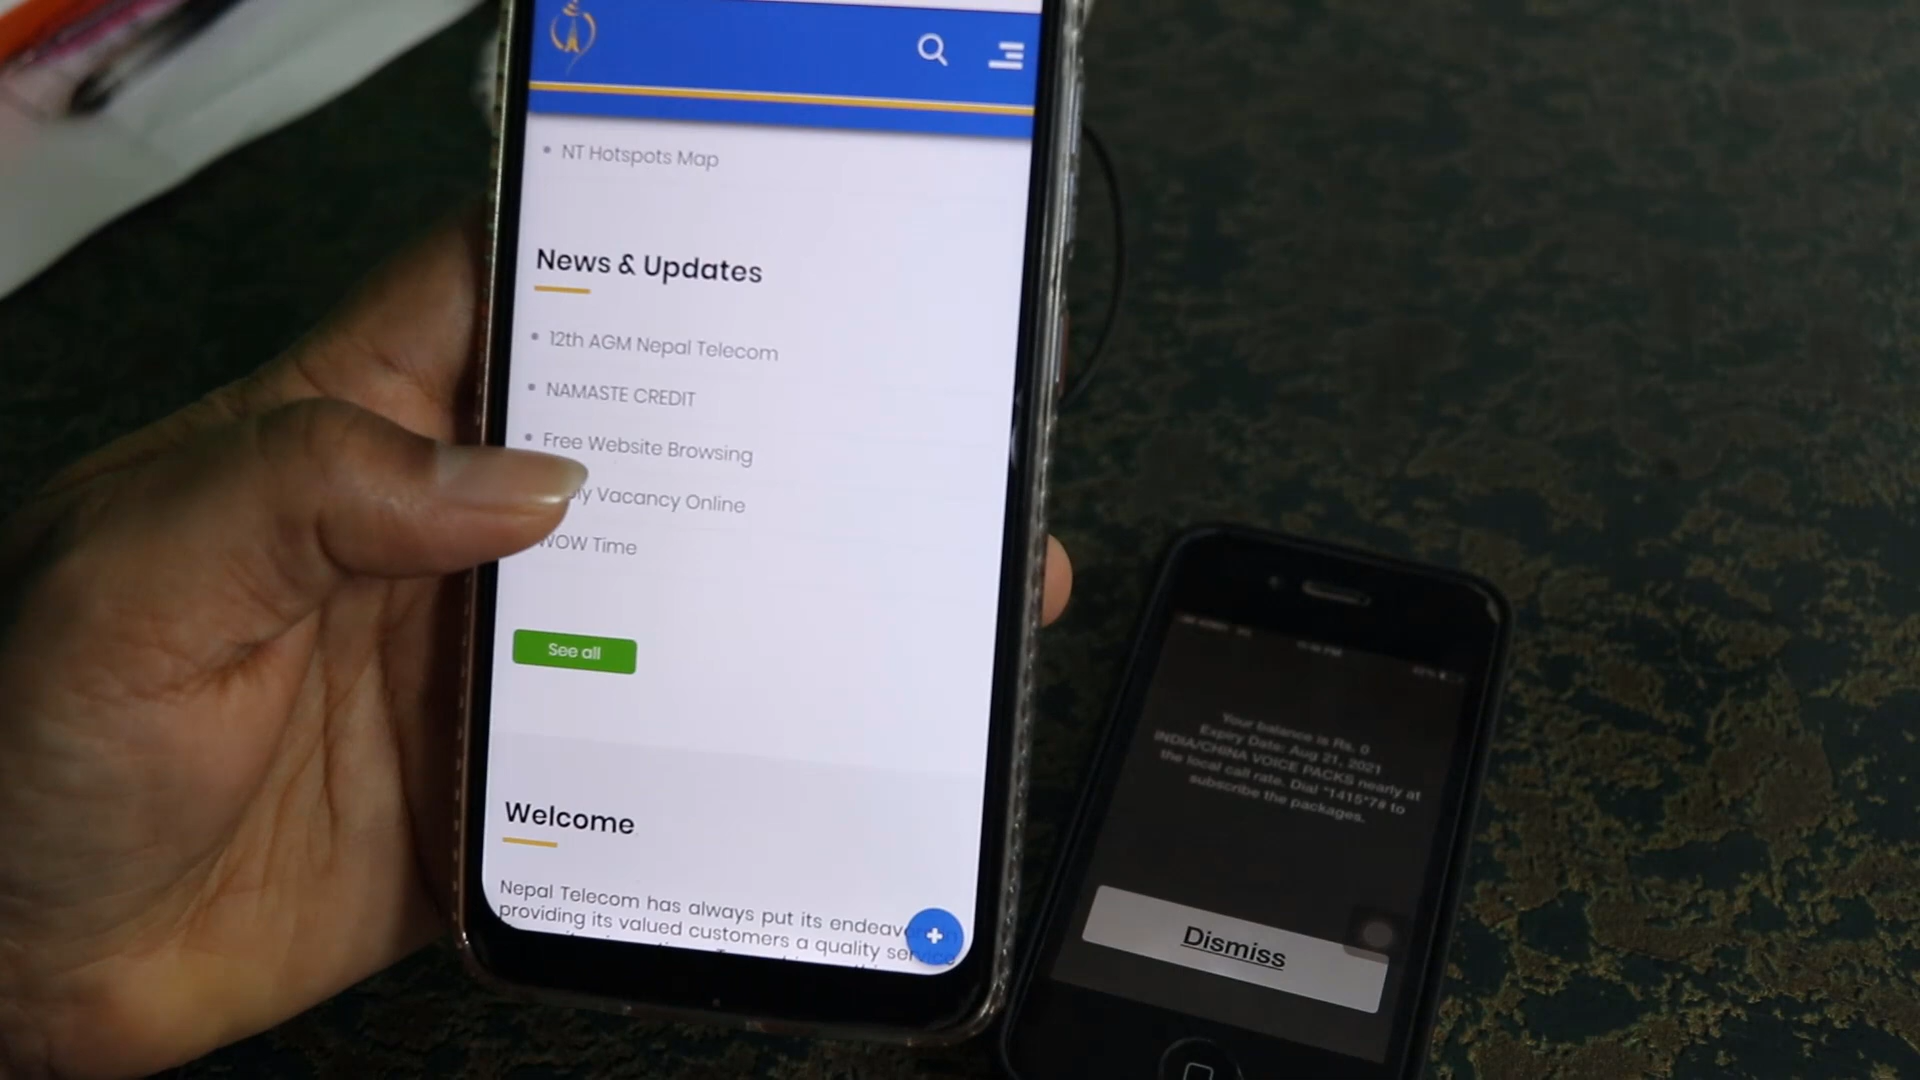 NT Hotspots Map
News & Updates
12th AGM Nepal Telecom
NAMASTE CREDIT
Free Website Browsing
ly Vacancy Online
WOW Time
See all
Welcome
Nepal Telecom has always put its endeavor
providing its valued customers a quality service
Your balance is Rs. 0
Expiry Date: Aug 21, 2021
INDIA/CHINA VOICE PACKS nearly at
the local call rate. Dial *1415*7# to
subscribe the packages.
Dismiss